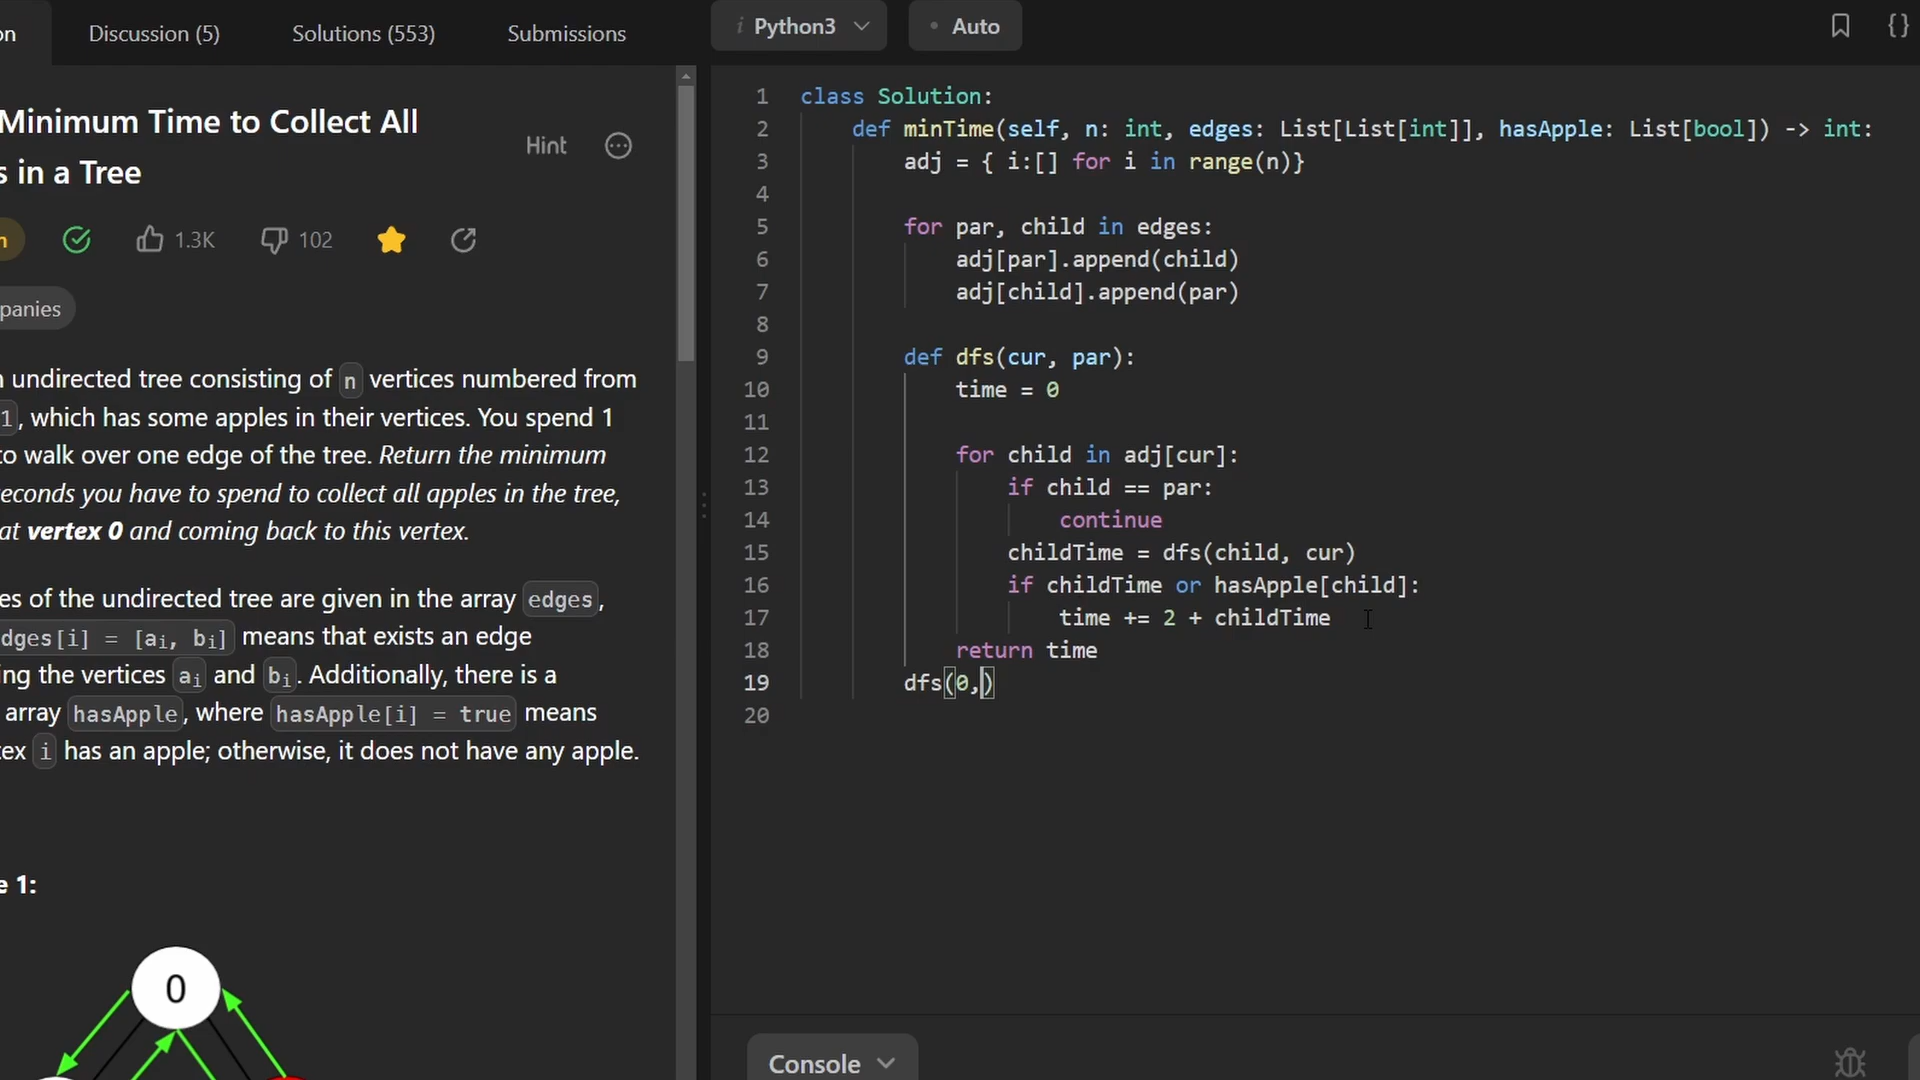 on
Discussion (5)
Solutions (553)
Submissions
Minimum Time to Collect All
s in a Tree
Hint
1.3K
102
panies
undirected tree consisting of n vertices numbered from
1, which has some apples in their vertices. You spend 1
to walk over one edge of the tree. Return the minimum
econds you have to spend to collect all apples in the tree,
at vertex 0 and coming back to this vertex.
es of the undirected tree are given in the array edges,
dges[i] = [ai, bi] means that exists an edge
ing the vertices ai and bi. Additionally, there is a
array hasApple, where hasApple[i] = true means
ex i has an apple; otherwise, it does not have any apple.
e 1:
0
i Python3
Auto
{}
1 class Solution:
2 def minTime(self, n: int, edges: List[List[int]], hasApple: List[bool]) -> int:
3 adj = { i:[] for i in range(n)}
4
5 for par, child in edges:
6 adj[par].append(child)
7 adj[child].append(par)
8
9 def dfs(cur, par):
10 time = 0
11
12 for child in adj[cur]:
13 if child == par:
14 continue
15 childTime = dfs(child, cur)
16 if childTime or hasApple[child]:
17 time += 2 + childTime
18 return time
19 dfs(0,)
20
Console